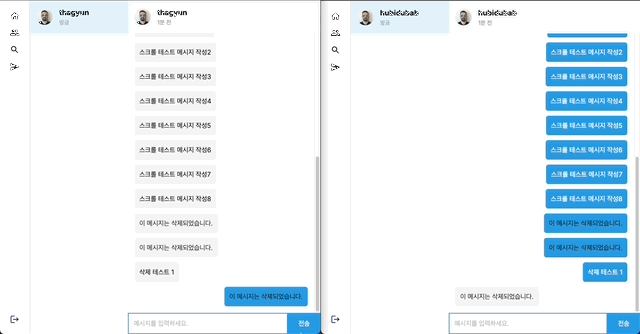 thegyun
방금
thegyun
1분 전
스크롤 테스트 메시지 작성2
스크롤 테스트 메시지 작성3
스크롤 테스트 메시지 작성4
스크롤 테스트 메시지 작성5
스크롤 테스트 메시지 작성6
스크롤 테스트 메시지 작성7
스크롤 테스트 메시지 작성8
이 메시지는 삭제되었습니다.
이 메시지는 삭제되었습니다.
삭제 테스트 1
이 메시지는 삭제되었습니다.
메시지를 입력하세요.
전송
hubidubab
방금
hubidubab
1분 전
스크롤 테스트 메시지 작성2
스크롤 테스트 메시지 작성3
스크롤 테스트 메시지 작성4
스크롤 테스트 메시지 작성5
스크롤 테스트 메시지 작성6
스크롤 테스트 메시지 작성7
스크롤 테스트 메시지 작성8
이 메시지는 삭제되었습니다.
이 메시지는 삭제되었습니다.
삭제 테스트 1
이 메시지는 삭제되었습니다.
메시지를 입력하세요.
전송